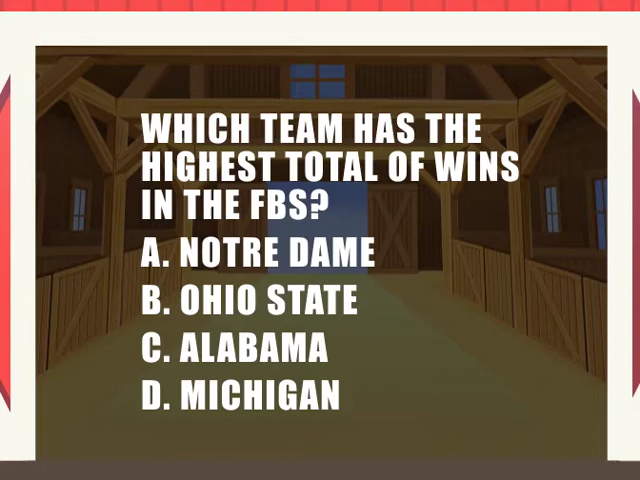 WHICH TEAM HAS THE
HIGHEST TOTAL OF WINS
IN THE FBS?
A. NOTRE DAME
B. OHIO STATE
C. ALABAMA
D. MICHIGAN